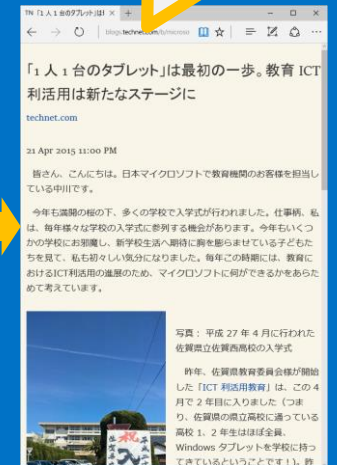 TN 「1人1台のタブレット」は
blogs.technet.com/b/microso
「1 人 1 台のタブレット」は最初の一歩。教育 ICT
利活用は新たなステージに
technet.com
21 Apr 2015 11:00 PM
皆さん、こんにちは。日本マイクロソフトで教育機関のお客様を担当し
ている中川です。
今年も満開の桜の下、多くの学校で入学式が行われました。仕事柄、私
は、毎年様々な学校の入学式に参列する機会があります。今年もいくつ
かの学校にお邪魔し、新学校生活へ期待に胸を膨らませている子どもた
ちを見て、私も初々しい気分になりました。毎年この時期には、教育に
おけるICT利活用の進展のため、マイクロソフトに何ができるかをあらた
めて考えています。
写真： 平成 27 年 4 月に行われた
佐賀県立佐賀西高校の入学式
昨年、佐賀県教育委員会様が開始
した「ICT 利活用教育」は、この 4
月で 2 年目に入りました（つま
り、佐賀県の県立高校に通っている
高校 1、2 年生はほぼ全員、
Windows タブレットを学校に持っ
てきているということです！）。昨
祝